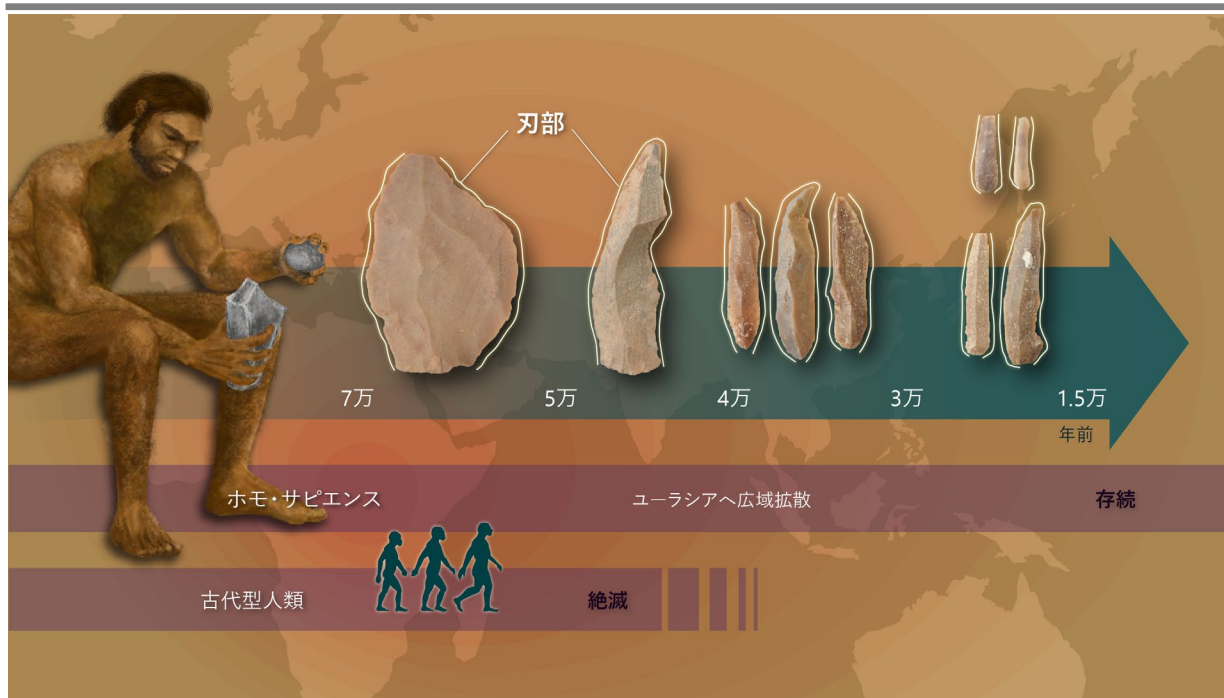 刃部
7万
5万
4万
3万
1.5万
年前
ホモ・サピエンス
ユーラシアへ広域拡散
存続
古代型人類
絶滅